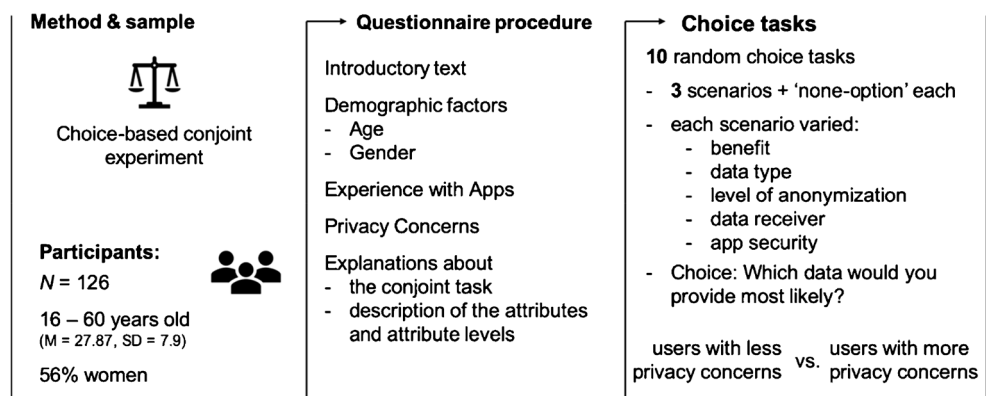 Method & sample
Choice-based conjoint
experiment
Participants:
N = 126
16 – 60 years old
(M = 27.87, SD = 7.9)
56% women
Questionnaire procedure
Introductory text
Demographic factors
- Age
- Gender
Experience with Apps
Privacy Concerns
Explanations about
- the conjoint task
- description of the attributes
and attribute levels
Choice tasks
10 random choice tasks
- 3 scenarios + ‘none-option’ each
- each scenario varied:
- benefit
- data type
- level of anonymization
- data receiver
- app security
- Choice: Which data would you
provide most likely?
users with less
privacy concerns
vs.
users with more
privacy concerns